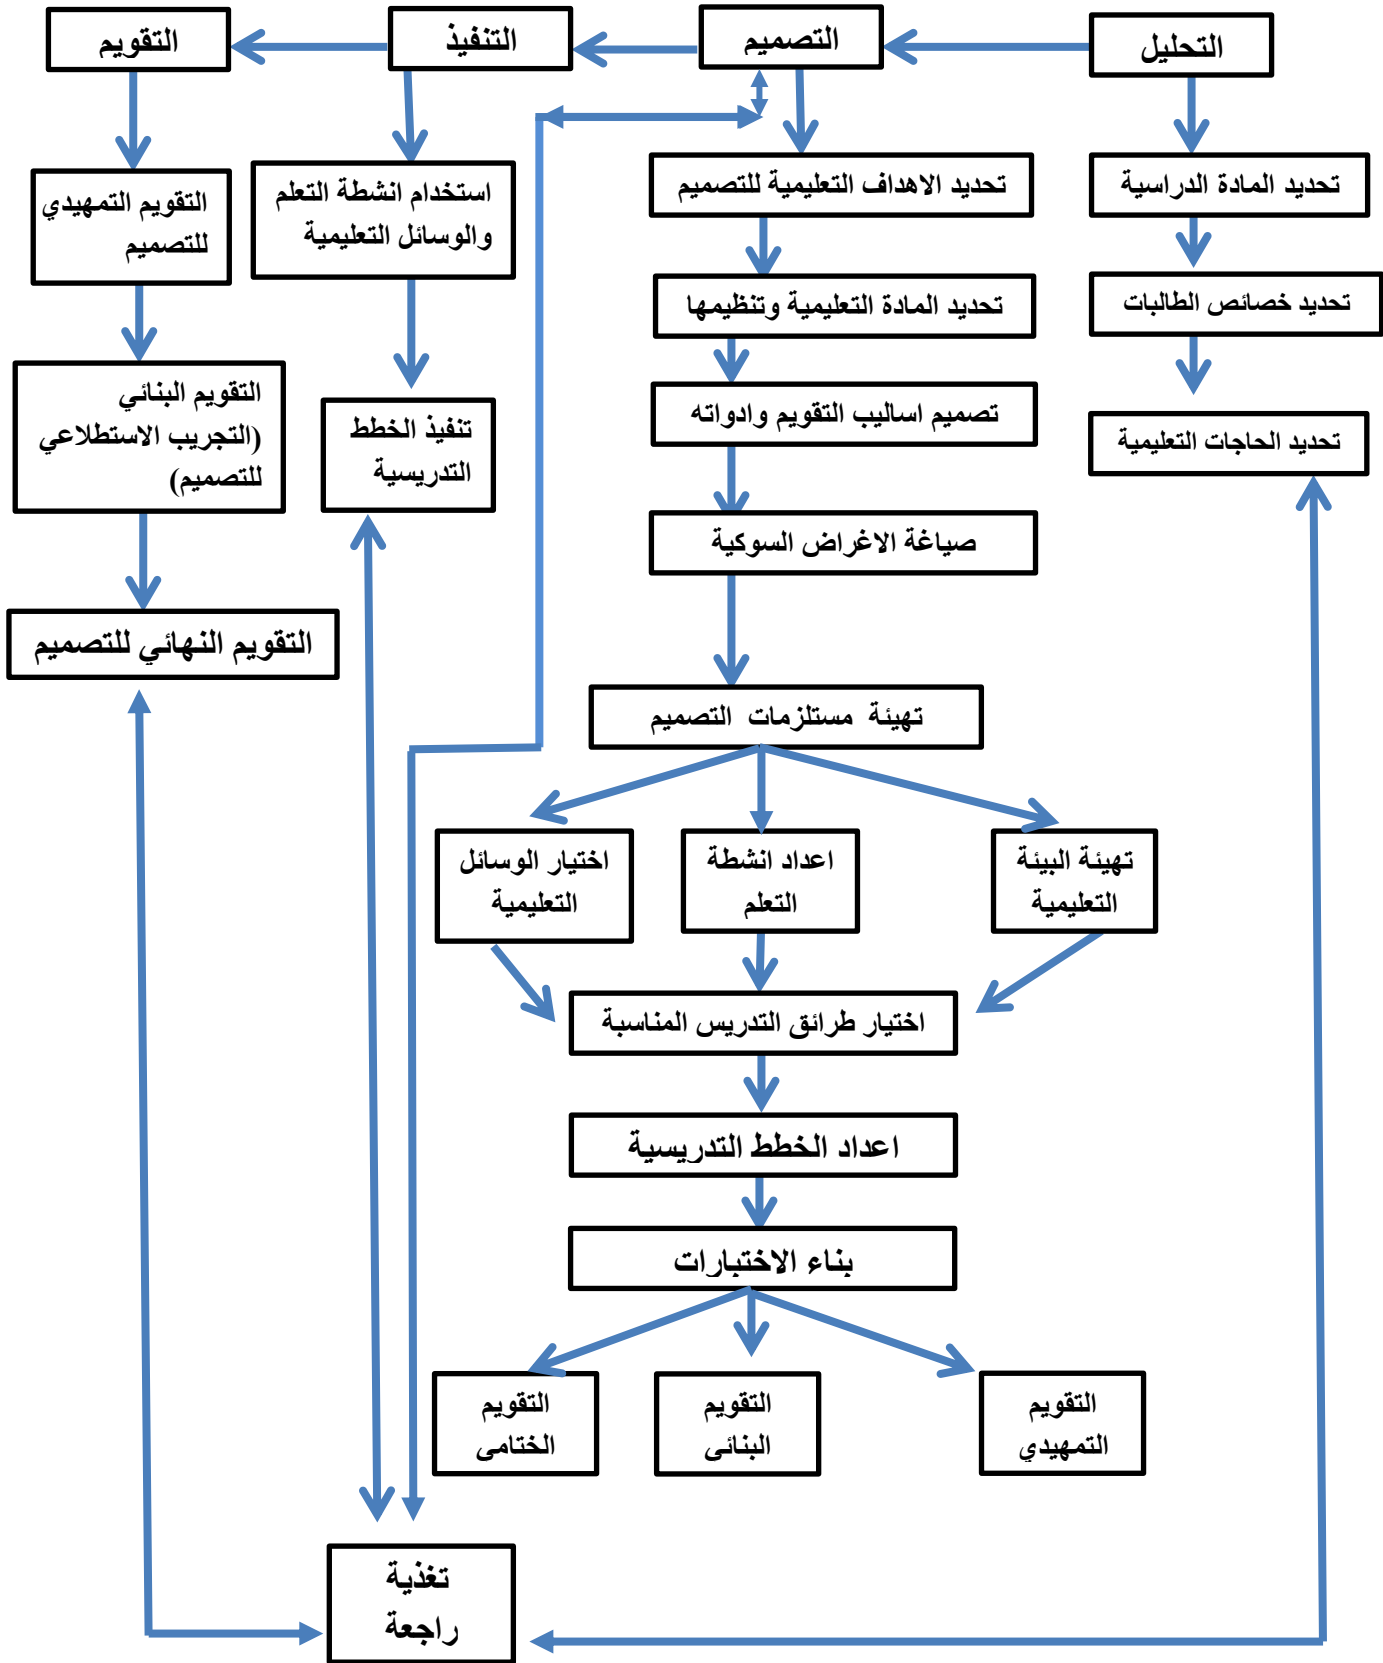 التحليل
التصميم
التنفيذ
التقويم
تحديد المادة الدراسية
تحديد خصائص الطالبات
تحديد الحاجات التعليمية
تحديد الاهداف التعليمية للتصميم
تحديد المادة التعليمية وتنظيمها
تصميم اساليب التقويم وادواته
صياغة الاغراض السوكية
تهيئة مستلزمات التصميم
تهيئة البيئة
التعليمية
اعداد انشطة
التعلم
اختيار الوسائل
التعليمية
اختيار طرائق التدريس المناسبة
اعداد الخطط التدريسية
بناء الاختبارات
التقويم
التمهيدي
التقويم
البنائي
التقويم
الختامي
استخدام انشطة التعلم
والوسائل التعليمية
تنفيذ الخطط
التدريسية
التقويم التمهيدي
للتصميم
التقويم البنائي
(التجريب الاستطلاعي
للتصميم)
التقويم النهائي للتصميم
تغذية
راجعة